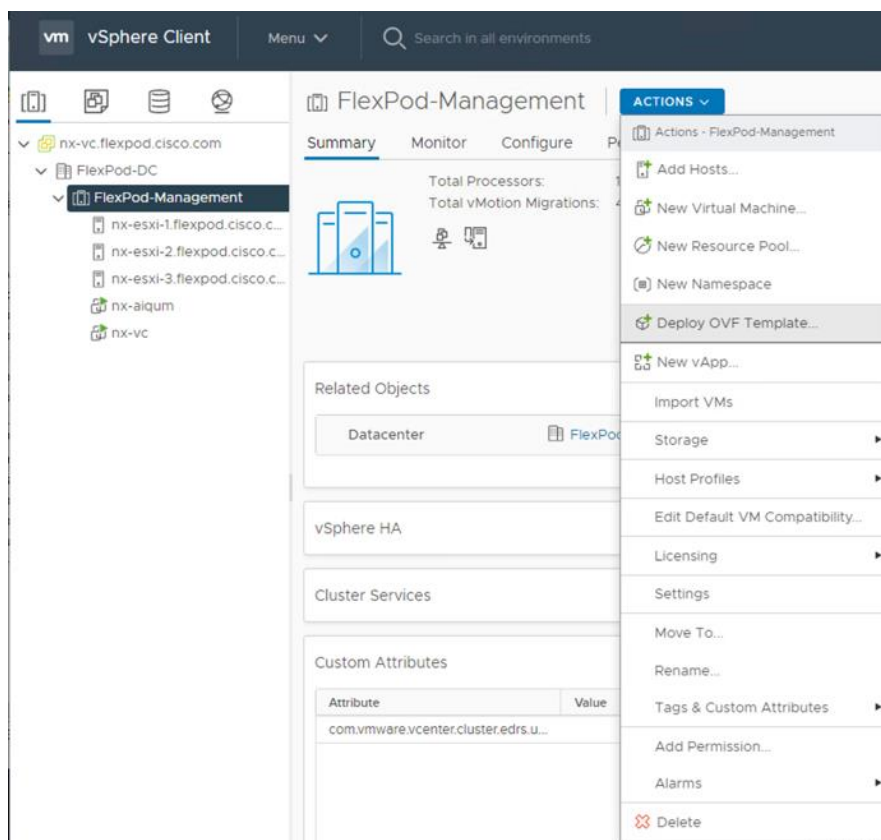 vm vSphere Client Menu Search in all environments
nx-vc.flexpod.cisco.com
FlexPod-DC
FlexPod-Management
nx-esxi-1.flexpod.cisco.c...
nx-esxi-2.flexpod.cisco.c...
nx-esxi-3.flexpod.cisco.c...
nx-aiqum
nx-vc
FlexPod-Management
Summary Monitor Configure
Total Processors:
Total vMotion Migrations:
Related Objects
Datacenter FlexPod
vSphere HA
Cluster Services
Custom Attributes
Attribute Value
com.vmware.vcenter.cluster.edrs.u...
ACTIONS
Actions - FlexPod-Management
Add Hosts...
New Virtual Machine...
New Resource Pool...
New Namespace
Deploy OVF Template...
New vApp...
Import VMs
Storage
Host Profiles
Edit Default VM Compatibility...
Licensing
Settings
Move To...
Rename...
Tags & Custom Attributes
Add Permission...
Alarms
Delete